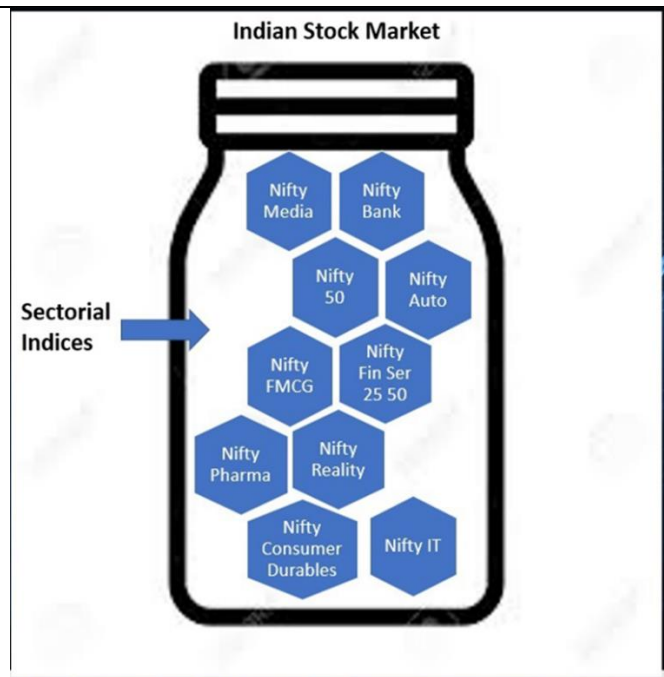 Indian Stock Market
Nifty
Media
Nifty
Bank
Nifty
50
Nifty
Auto
Sectorial
Indices
Nifty
FMCG
Nifty
Fin Ser
25 50
Nifty
Pharma
Nifty
Reality
Nifty
Consumer
Durables
Nifty IT